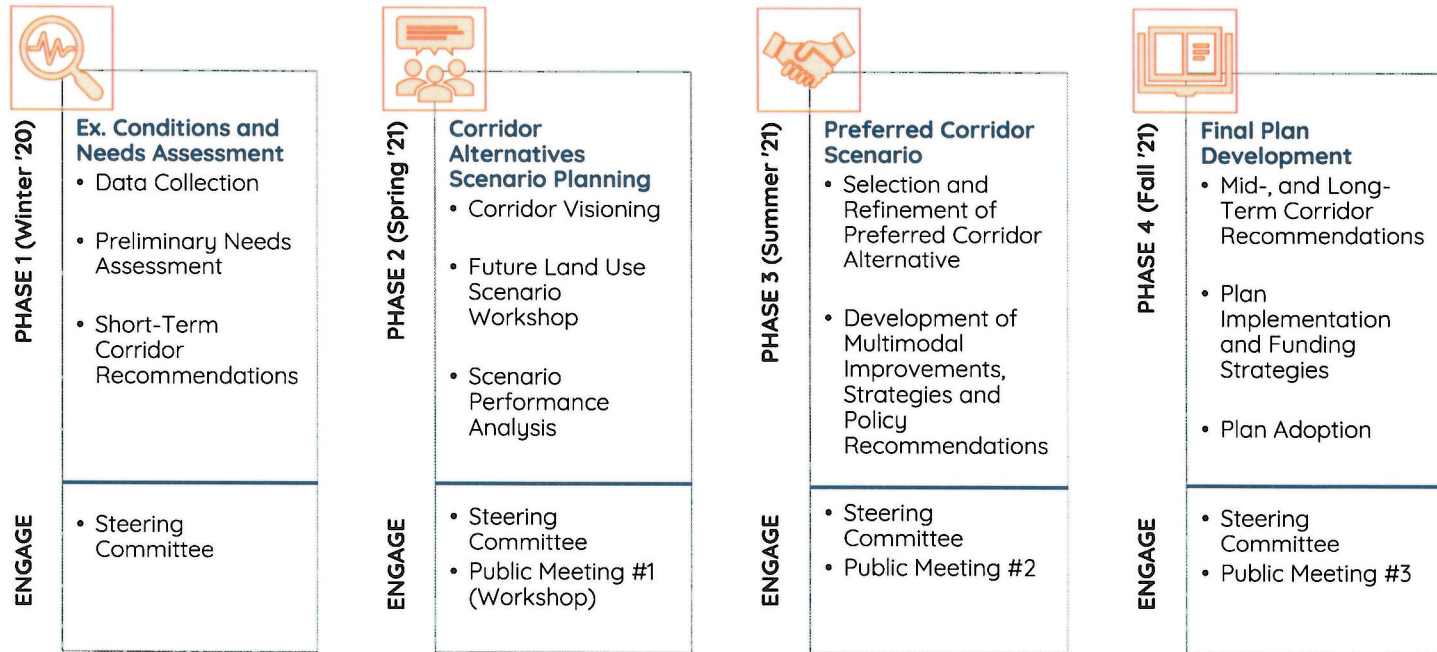 PHASE 1 (Winter '20)
Ex. Conditions and
Needs Assessment
• Data Collection
• Preliminary Needs
Assessment
• Short-Term
Corridor
Recommendations
ENGAGE
• Steering
Committee
PHASE 2 (Spring '21)
Corridor
Alternatives
Scenario Planning
• Corridor Visioning
• Future Land Use
Scenario
Workshop
• Scenario
Performance
Analysis
ENGAGE
• Steering
Committee
• Public Meeting #1
(Workshop)
PHASE 3 (Summer '21)
Preferred Corridor
Scenario
• Selection and
Refinement of
Preferred Corridor
Alternative
• Development of
Multimodal
Improvements,
Strategies and
Policy
Recommendations
ENGAGE
• Steering
Committee
• Public Meeting #2
PHASE 4 (Fall '21)
Final Plan
Development
• Mid-, and Long-
Term Corridor
Recommendations
• Plan
Implementation
and Funding
Strategies
• Plan Adoption
ENGAGE
• Steering
Committee
• Public Meeting #3